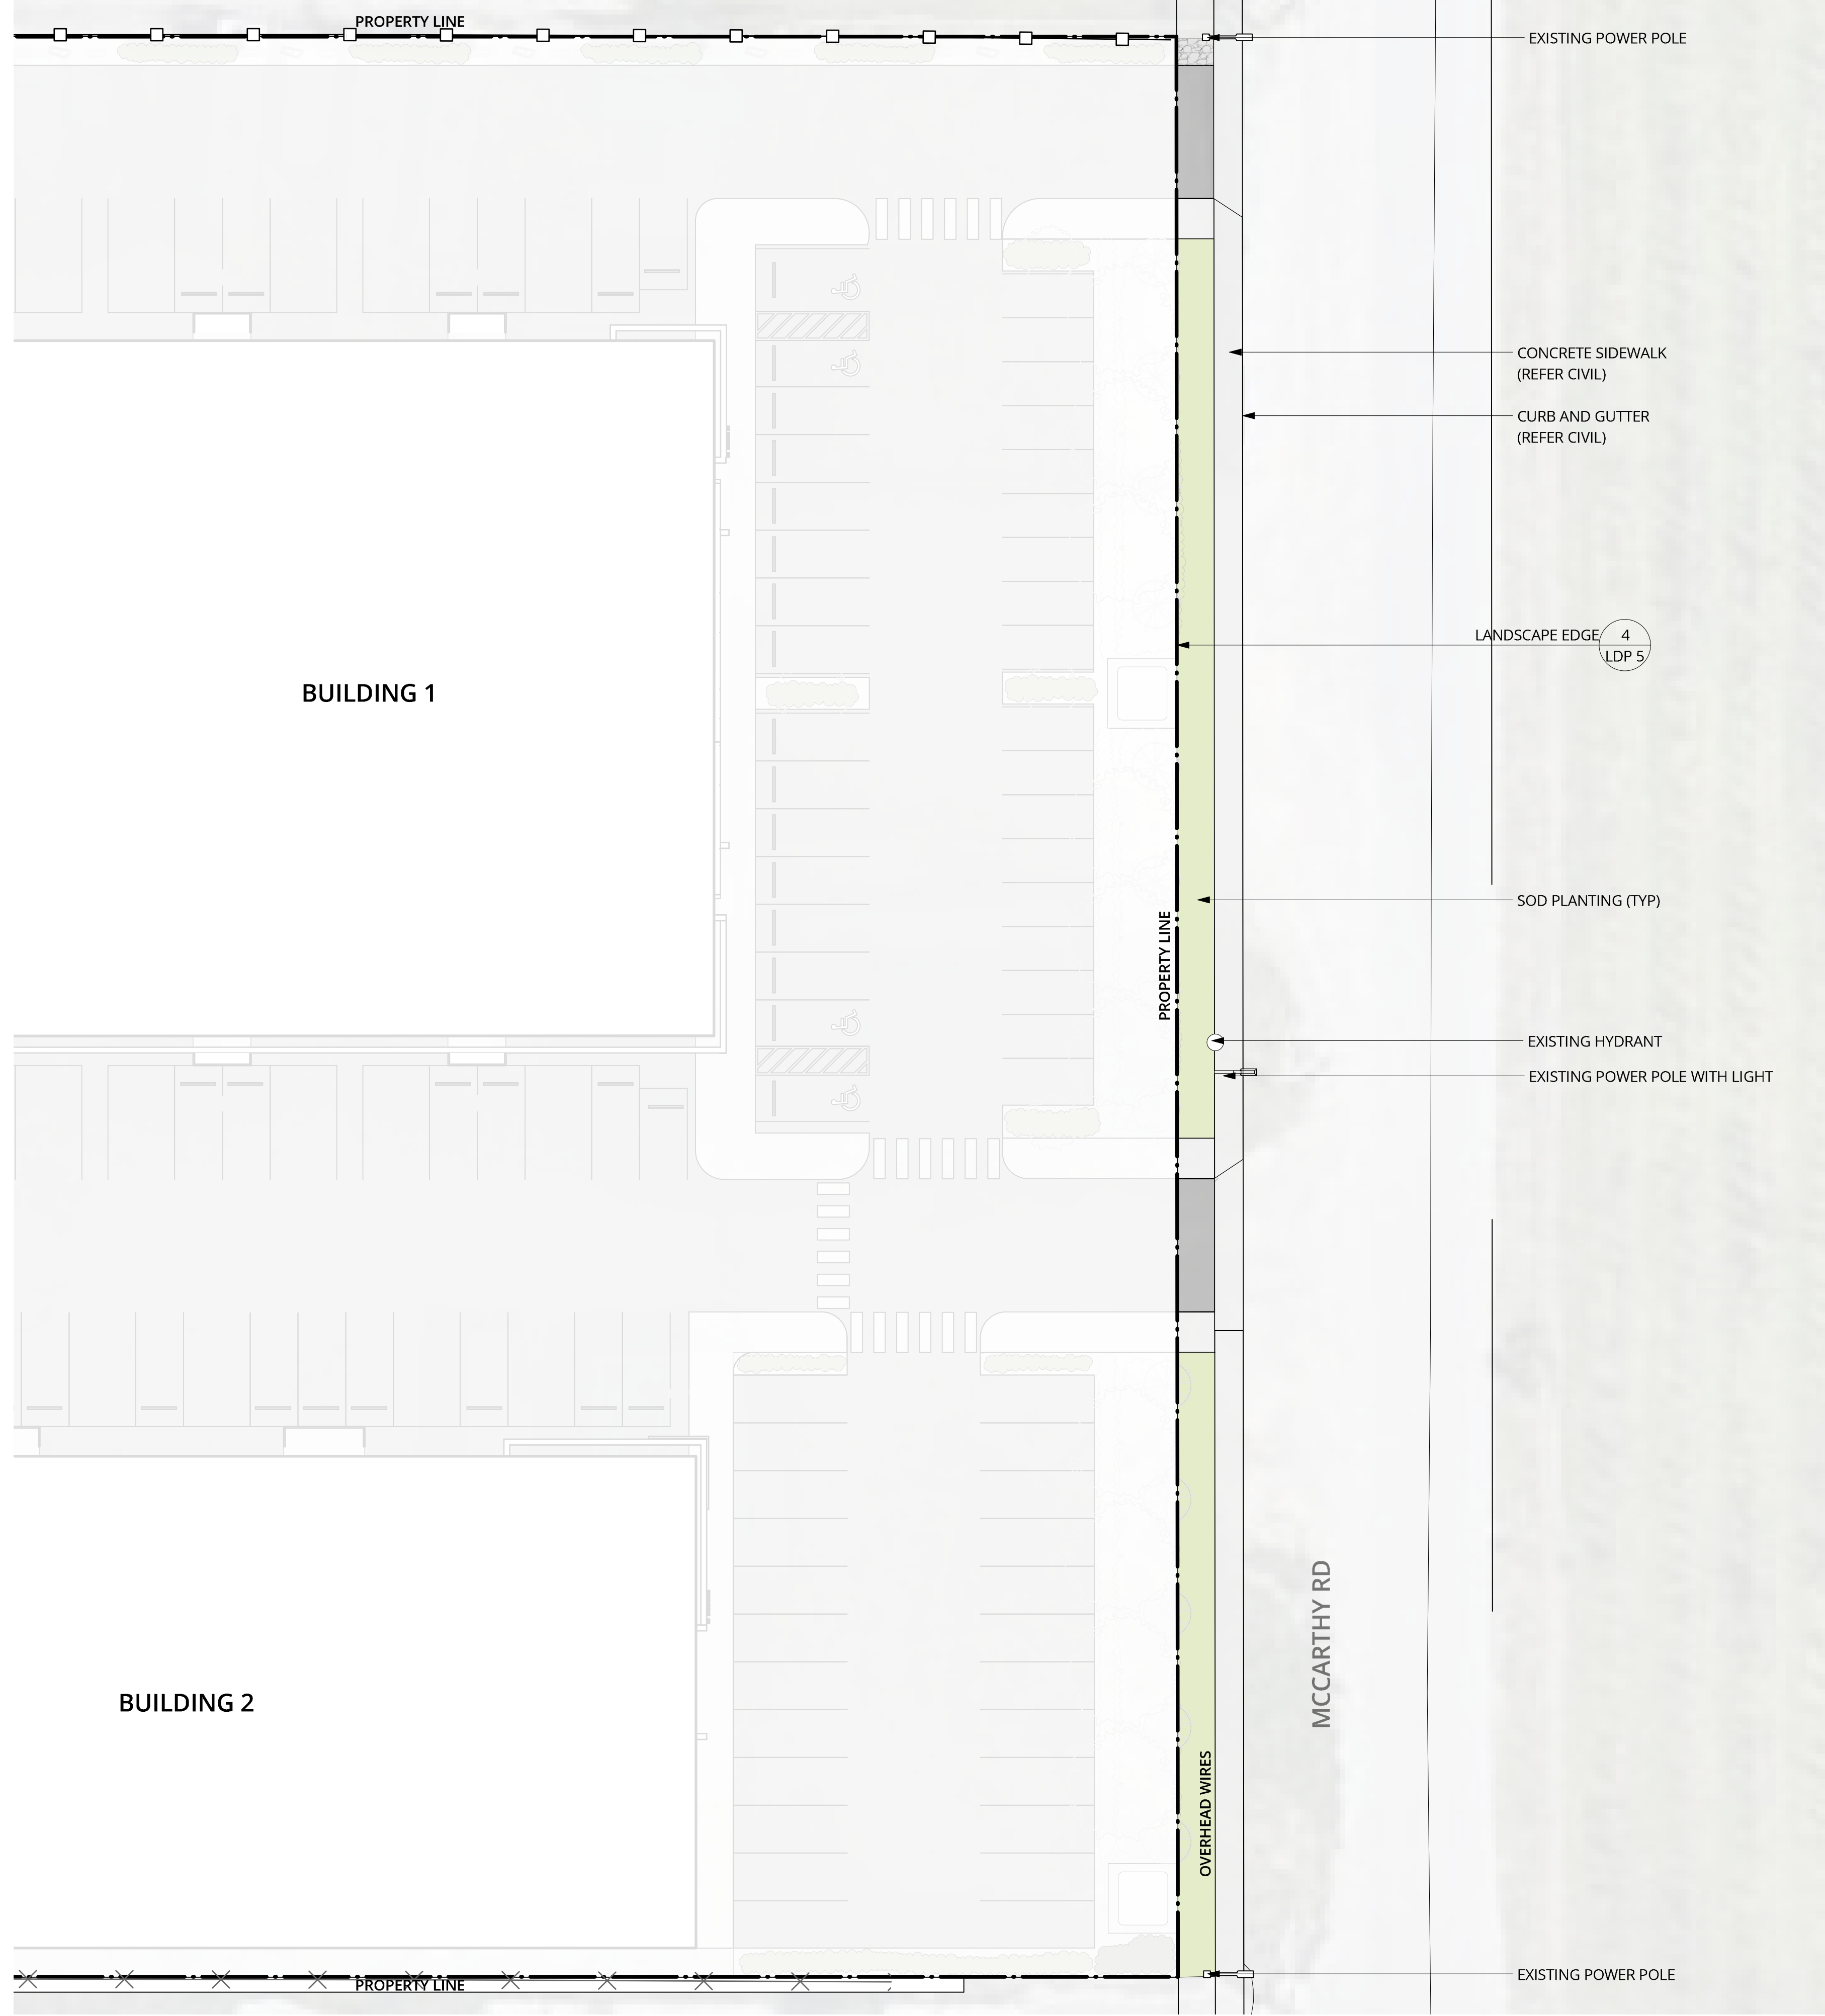 PROPERTY LINE
EXISTING POWER POLE
CONCRETE SIDEWALK
(REFER CIVIL)
CURB AND GUTTER
(REFER CIVIL)
LANDSCAPE EDGE
4
LDP 5
BUILDING 1
SOD PLANTING (TYP)
PROPERTY LINE
EXISTING HYDRANT
EXISTING POWER POLE WITH LIGHT
MCCARTHY RD
BUILDING 2
OVERHEAD WIRES
EXISTING POWER POLE
PROPERTY LINE